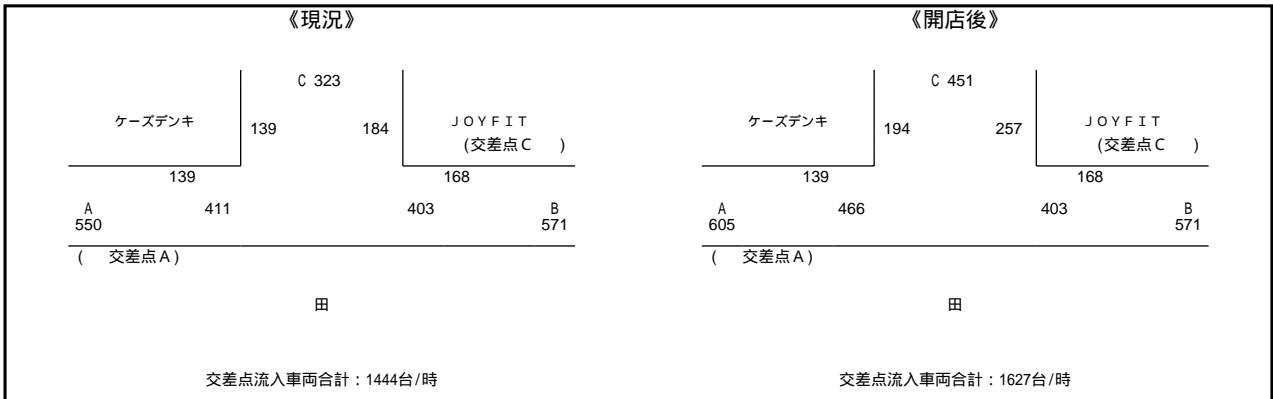 《現況》
C 323
ケーズデンキ
139
184
JOYFIT
(交差点C )
139
168
A
411
403
B
550
571
( 交差点A)
田
交差点流入車両合計:1444台/時
《開店後》
C 451
ケーズデンキ
194
257
JOYFIT
(交差点C )
139
168
A
466
403
B
605
571
( 交差点A)
田
交差点流入車両合計:1627台/時